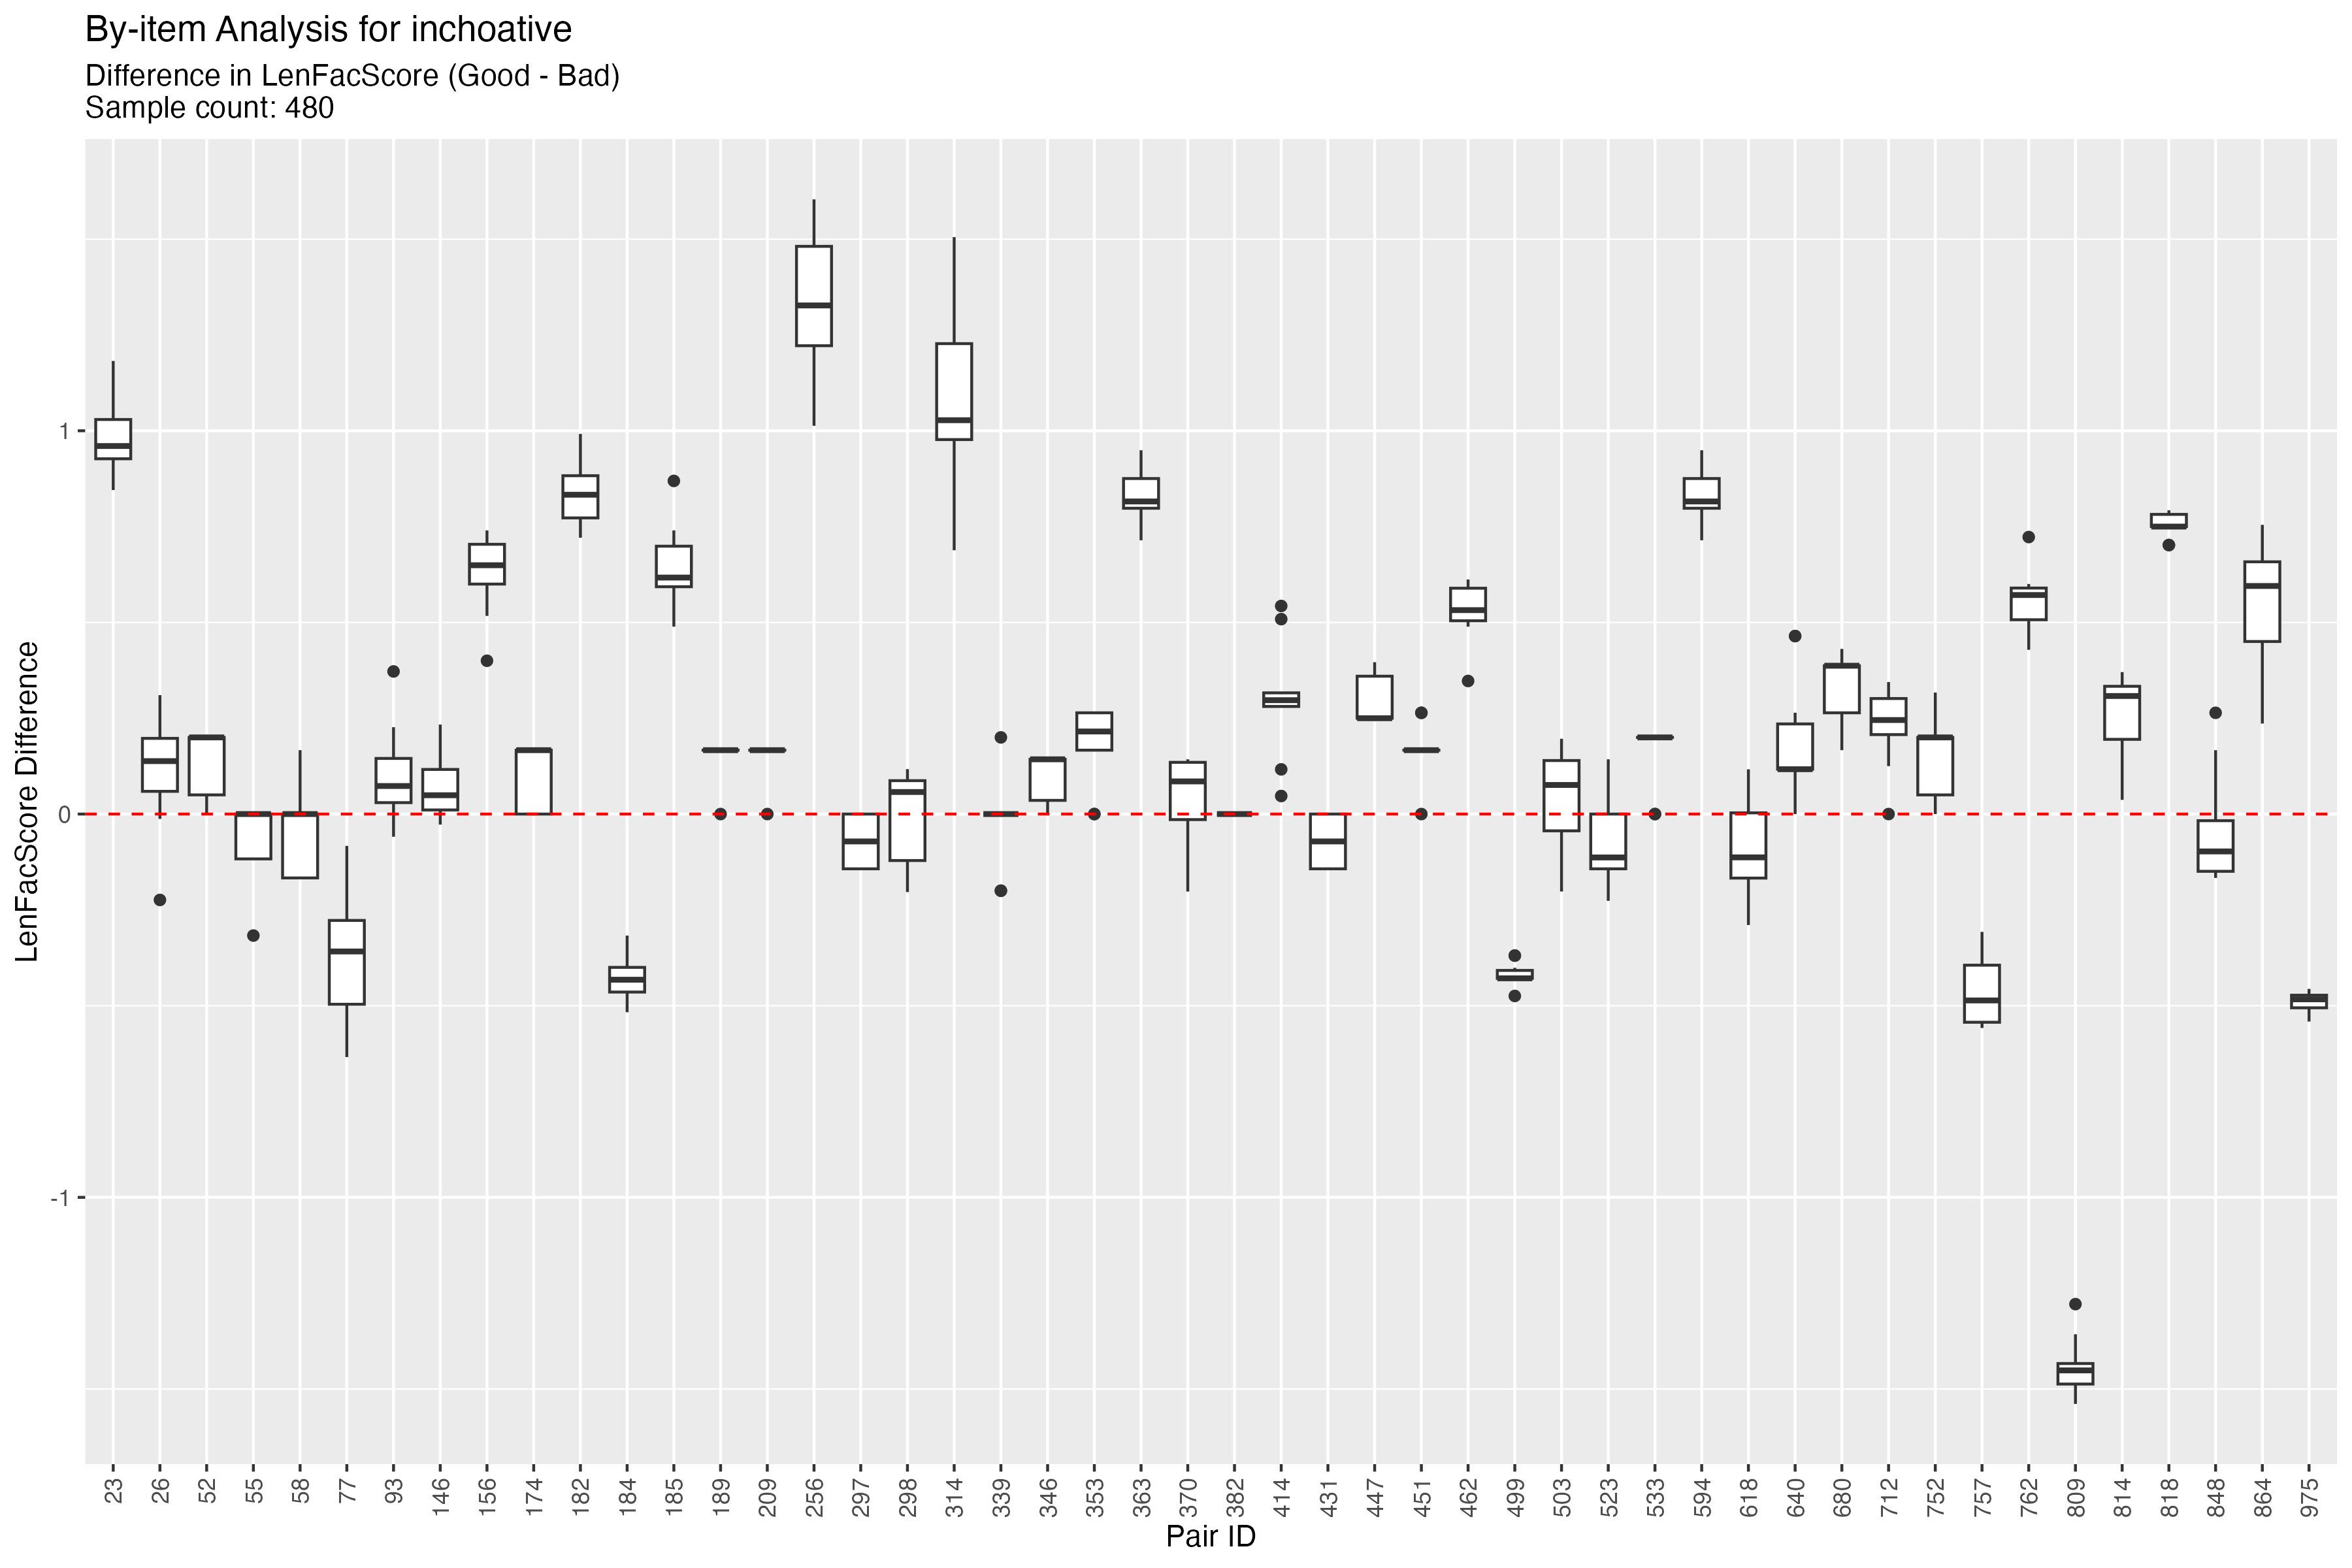 By-item Analysis for inchoative
Difference in LenFacScore (Good - Bad)
Sample count: 480
LenFacScore Difference
1
0
-1
23 26 52 55 58 77 93 146 156 174 182 184 185 189 209 256 297 298 314 339 346 353 363 370 382 414 431 447 451 462 499 503 523 533 594 618 640 680 712 752 757 762 809 814 818 848 864 975
Pair ID